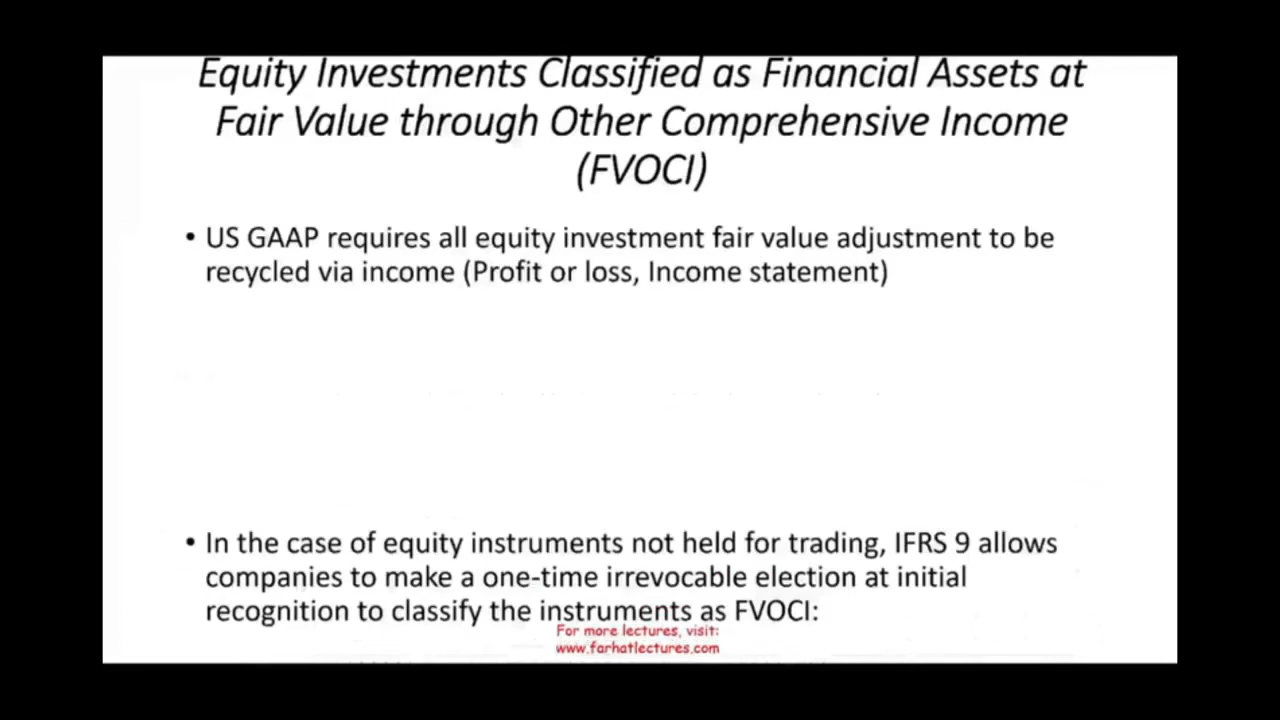 Equity Investments Classified as Financial Assets at
Fair Value through Other Comprehensive Income
(FVOCI)
• US GAAP requires all equity investment fair value adjustment to be
recycled via income (Profit or loss, Income statement)
• In the case of equity instruments not held for trading, IFRS 9 allows
companies to make a one-time irrevocable election at initial
recognition to classify the instruments as FVOCI:
For more lectures, visit:
www.farhatlectures.com